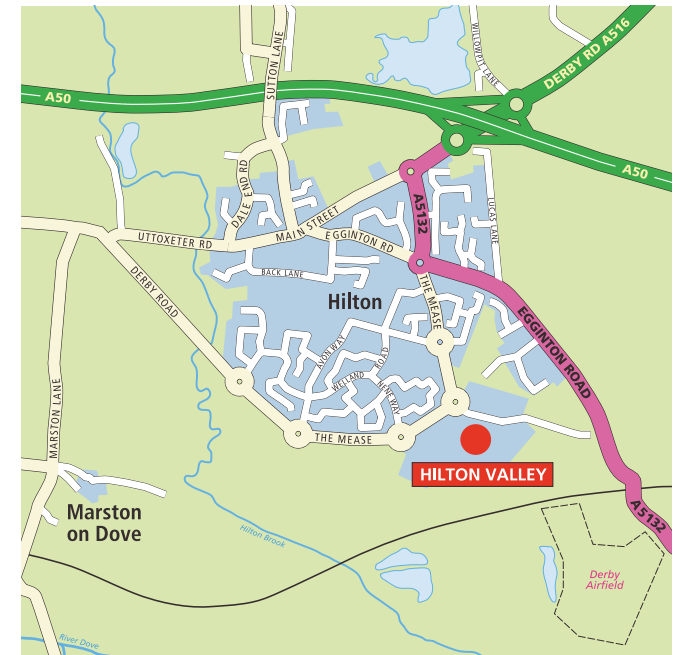 WILLOWPIT LANE
DERBY RD A516
SUTTON LANE
A50
A50
DALE END RD
A5132
LUCAS LANE
MAIN STREET
UTTOXETER RD
EGGINTON RD
BACK LANE
DERBY ROAD
THE MEASE
Hilton
EGGINTON ROAD
AVON WAY
WELLAND
ROAD
NENE WAY
MARSTON LANE
THE MEASE
HILTON VALLEY
Marston
on Dove
A5132
Hilton Brook
Derby
Airfield
River Dove